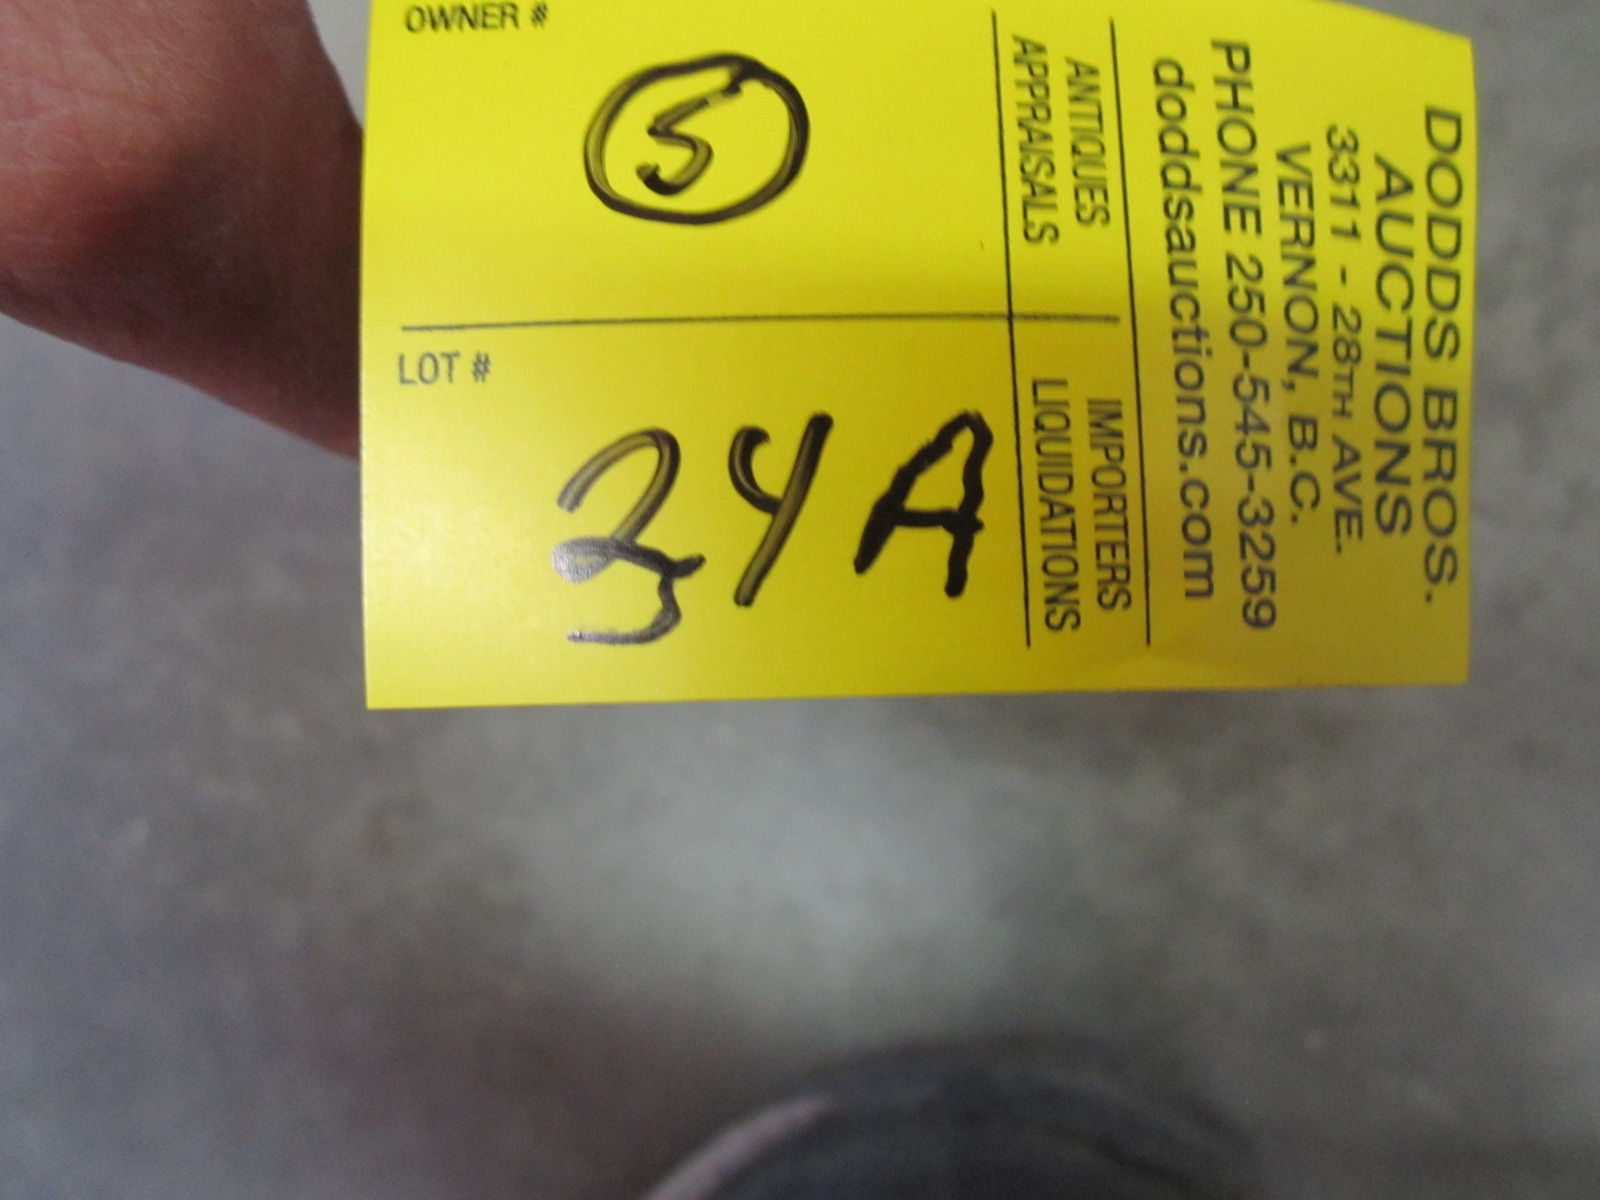 DODDS BROS.
AUCTIONS
3311 - 28TH AVE.
VERNON, B.C.
PHONE 250-545-3259
doddsauctions.com
ANTIQUES
APPRAISALS
IMPORTERS
LIQUIDATIONS
OWNER #
5
LOT #
34A